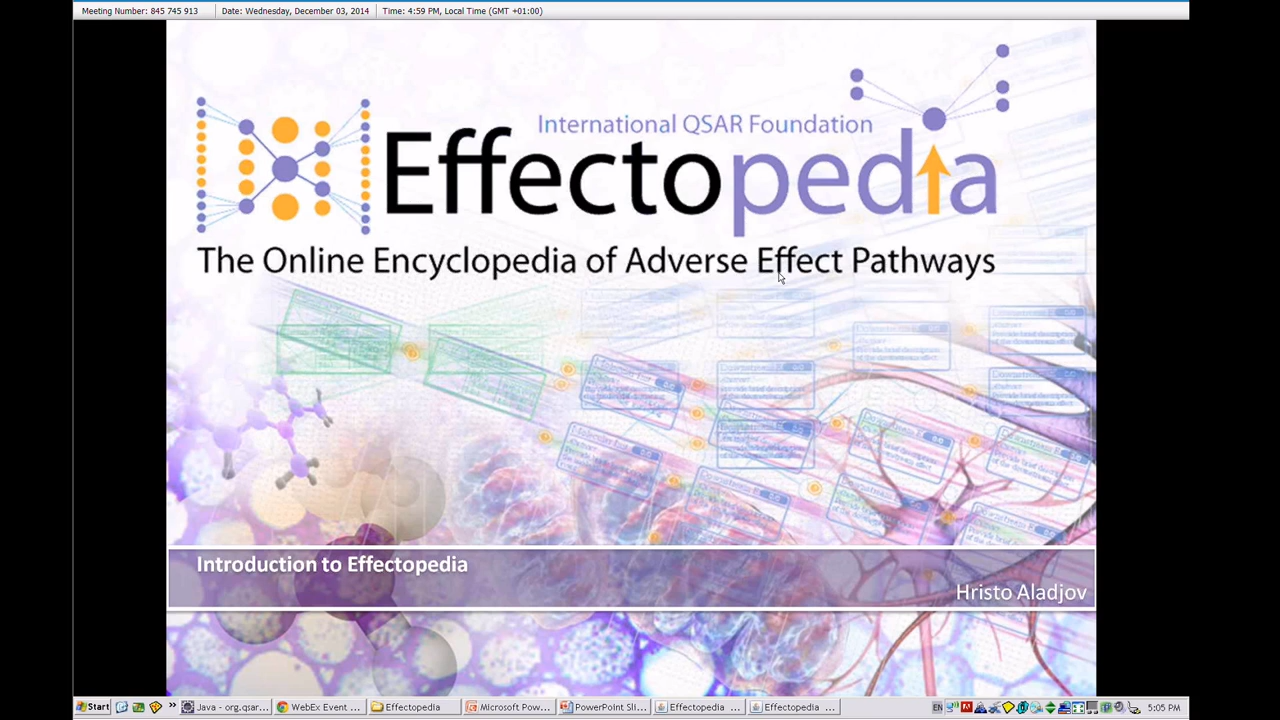 Meeting Number: 845 745 913 Date: Wednesday, December 03, 2014 Time: 4:59 PM, Local Time (GMT +01:00)
International QSAR Foundation
Effectopedia
The Online Encyclopedia of Adverse Effect Pathways
Introduction to Effectopedia
Hristo Aladjov
Start Java - org.qsar... WebEx Event ... Effectopedia Microsoft Pow... PowerPoint Sli... Effectopedia ... Effectopedia ... EN 5:05 PM